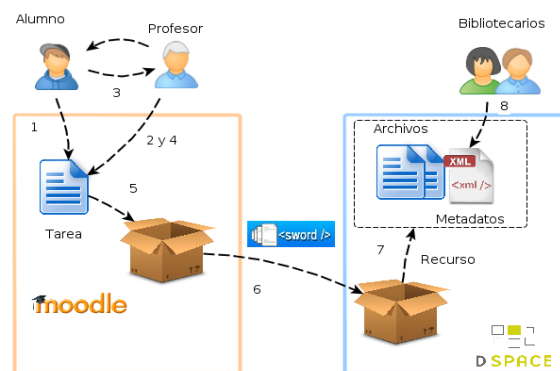 Alumno
Profesor
Bibliotecarios
3
8
1
2 y 4
Archivos
XML
<xml />
Metadatos
5
Tarea
<sword />
7
Recurso
6
moodle
DSPACE